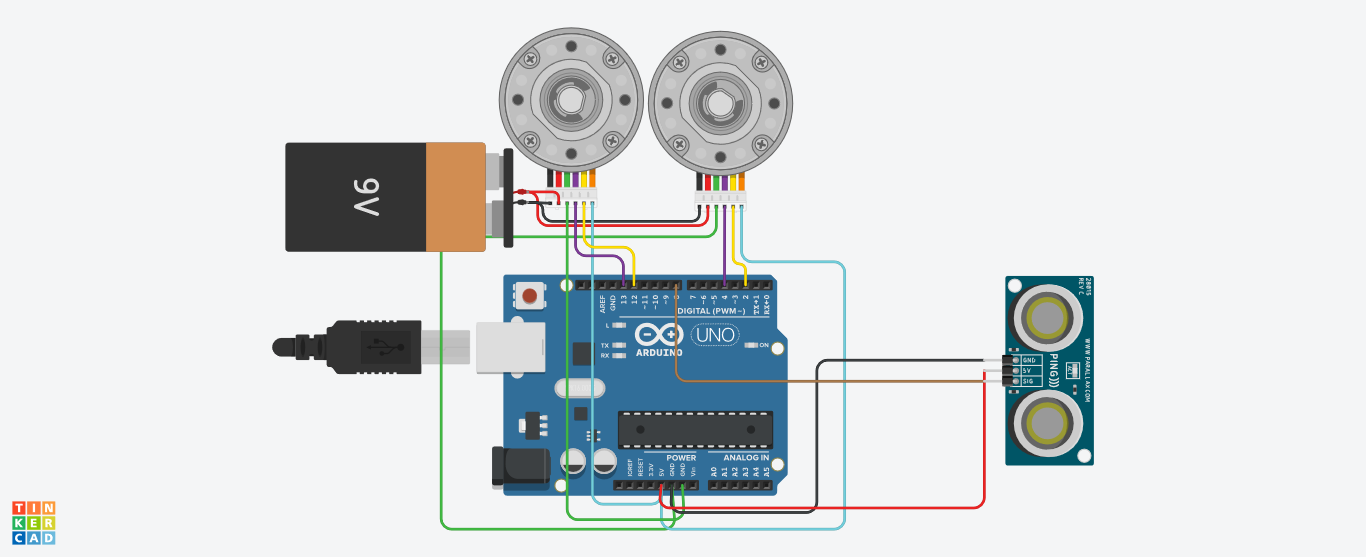 9V
AREF
GND
13
12
~11
~10
~9
8
7
~6
~5
4
~3
2
TX→1
RX←0
DIGITAL (PWM~)
L
TX
RX
ON
ARDUINO
UNO
POWER
ANALOG IN
IOREF
RESET
3.3V
5V
GND
GND
Vin
A0
A1
A2
A3
A4
A5
28015
REV C
GND
5V
SIG
PING)))
WWW.PARALLAX.COM
TIN
KER
CAD